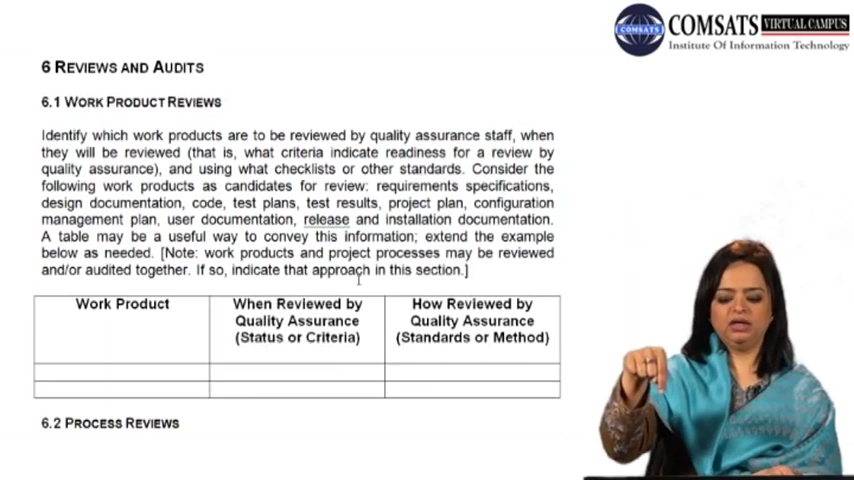 COMSATS VIRTUAL CAMPUS
COMSATS
Institute Of Information Technology
6 REVIEWS AND AUDITS
6.1 WORK PRODUCT REVIEWS
Identify which work products are to be reviewed by quality assurance staff, when
they will be reviewed (that is, what criteria indicate readiness for a review by
quality assurance), and using what checklists or other standards. Consider the
following work products as candidates for review: requirements specifications,
design documentation, code, test plans, test results, project plan, configuration
management plan, user documentation, release and installation documentation.
A table may be a useful way to convey this information; extend the example
below as needed. [Note: work products and project processes may be reviewed
and/or audited together. If so, indicate that approach in this section.]
Work Product
When Reviewed by
Quality Assurance
(Status or Criteria)
How Reviewed by
Quality Assurance
(Standards or Method)
6.2 PROCESS REVIEWS